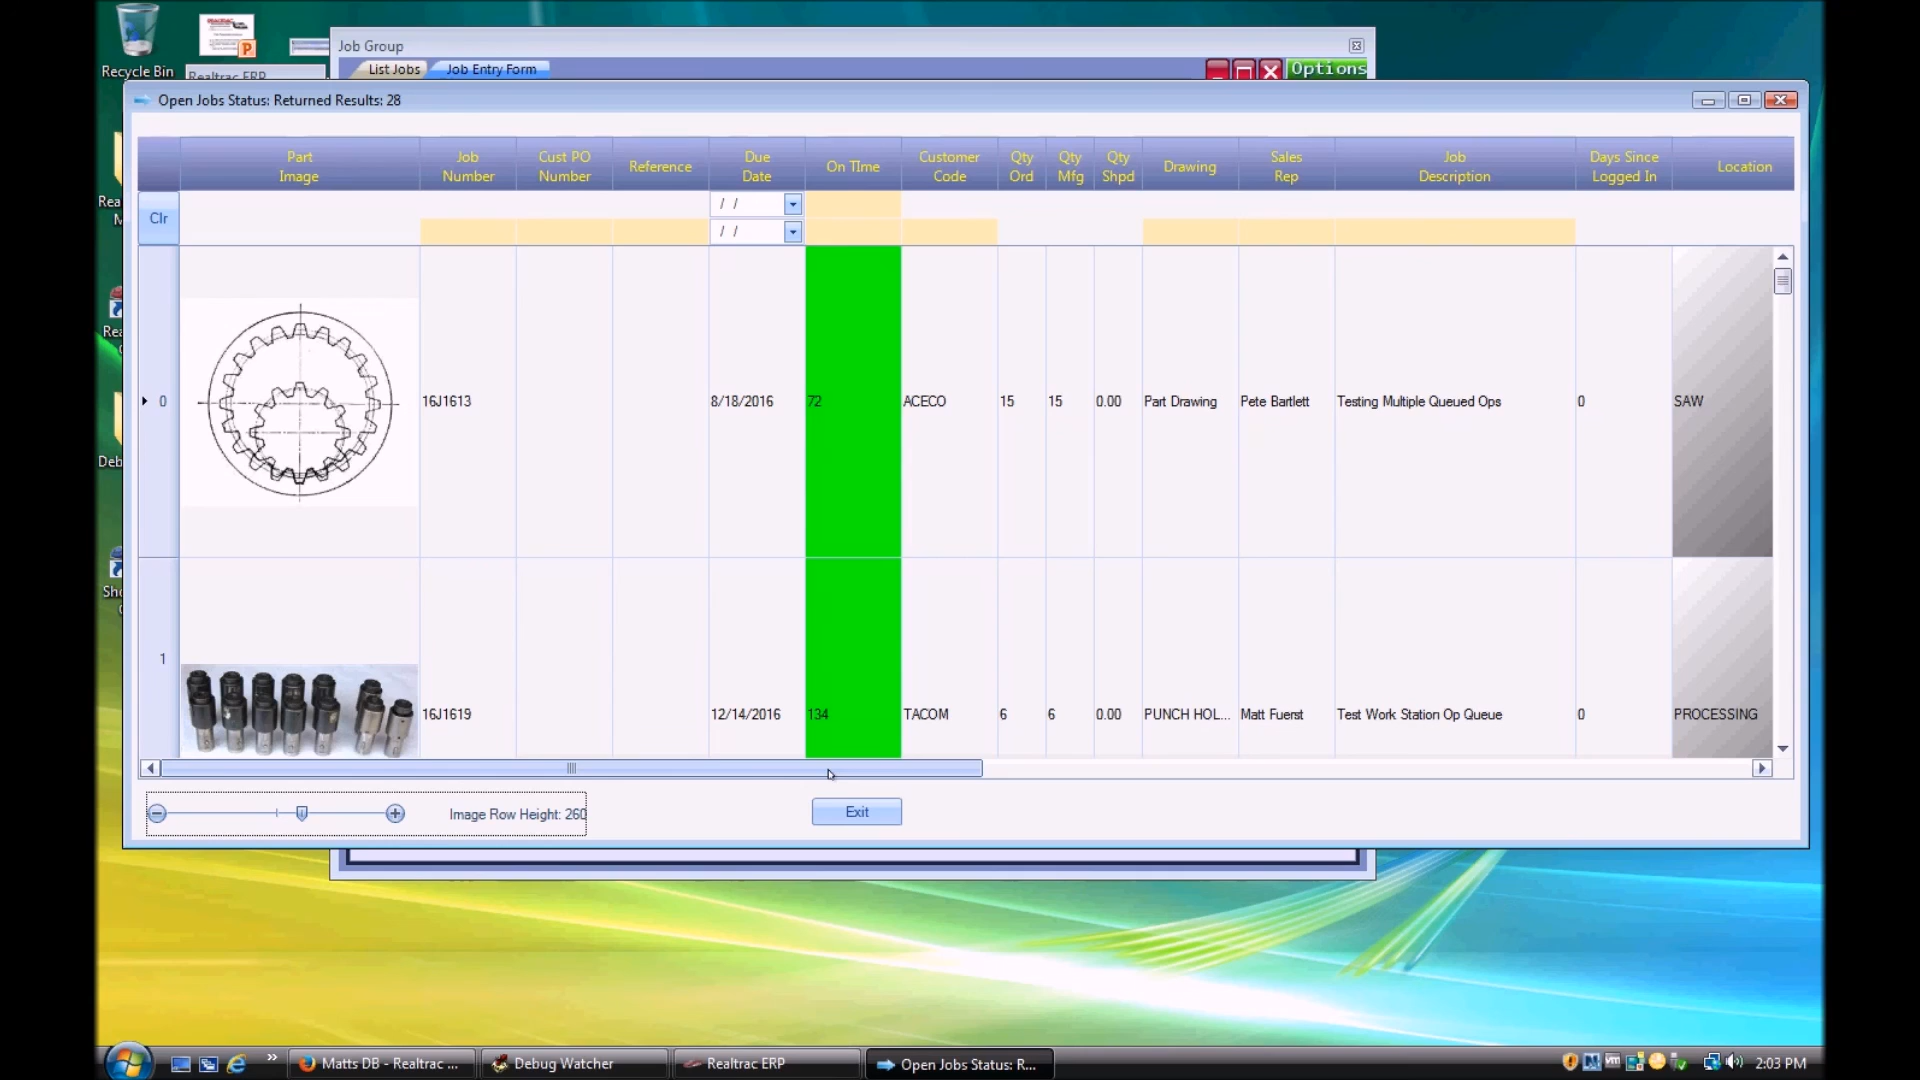 Recycle Bin
Realtrac ERP
Job Group
List Jobs
Job Entry Form
Options
Open Jobs Status: Returned Results: 28
Part Image
Job Number
Cust PO Number
Reference
Due Date
On TIme
Customer Code
Qty Ord
Qty Mfg
Qty Shpd
Drawing
Sales Rep
Job Description
Days Since Logged In
Location
Clr
/ /
/ /
0
16J1613
8/18/2016
72
ACECO
15
15
0.00
Part Drawing
Pete Bartlett
Testing Multiple Queued Ops
0
SAW
1
16J1619
12/14/2016
134
TACOM
6
6
0.00
PUNCH HOL...
Matt Fuerst
Test Work Station Op Queue
0
PROCESSING
Image Row Height: 260
Exit
Matts DB - Realtrac ...
Debug Watcher
Realtrac ERP
Open Jobs Status: R...
2:03 PM